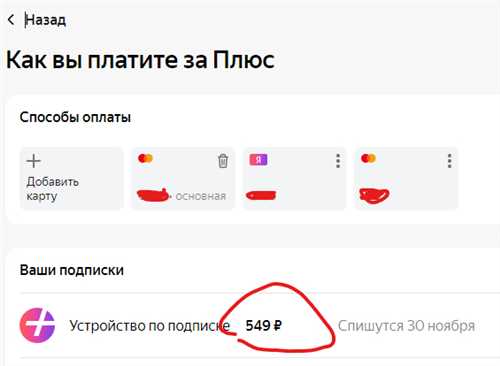 Назад
Как вы платите за Плюс
Способы оплаты
Добавить
карту
основная
Я
Ваши подписки
Устройство по подписке 549 ₽ Спишутся 30 ноября